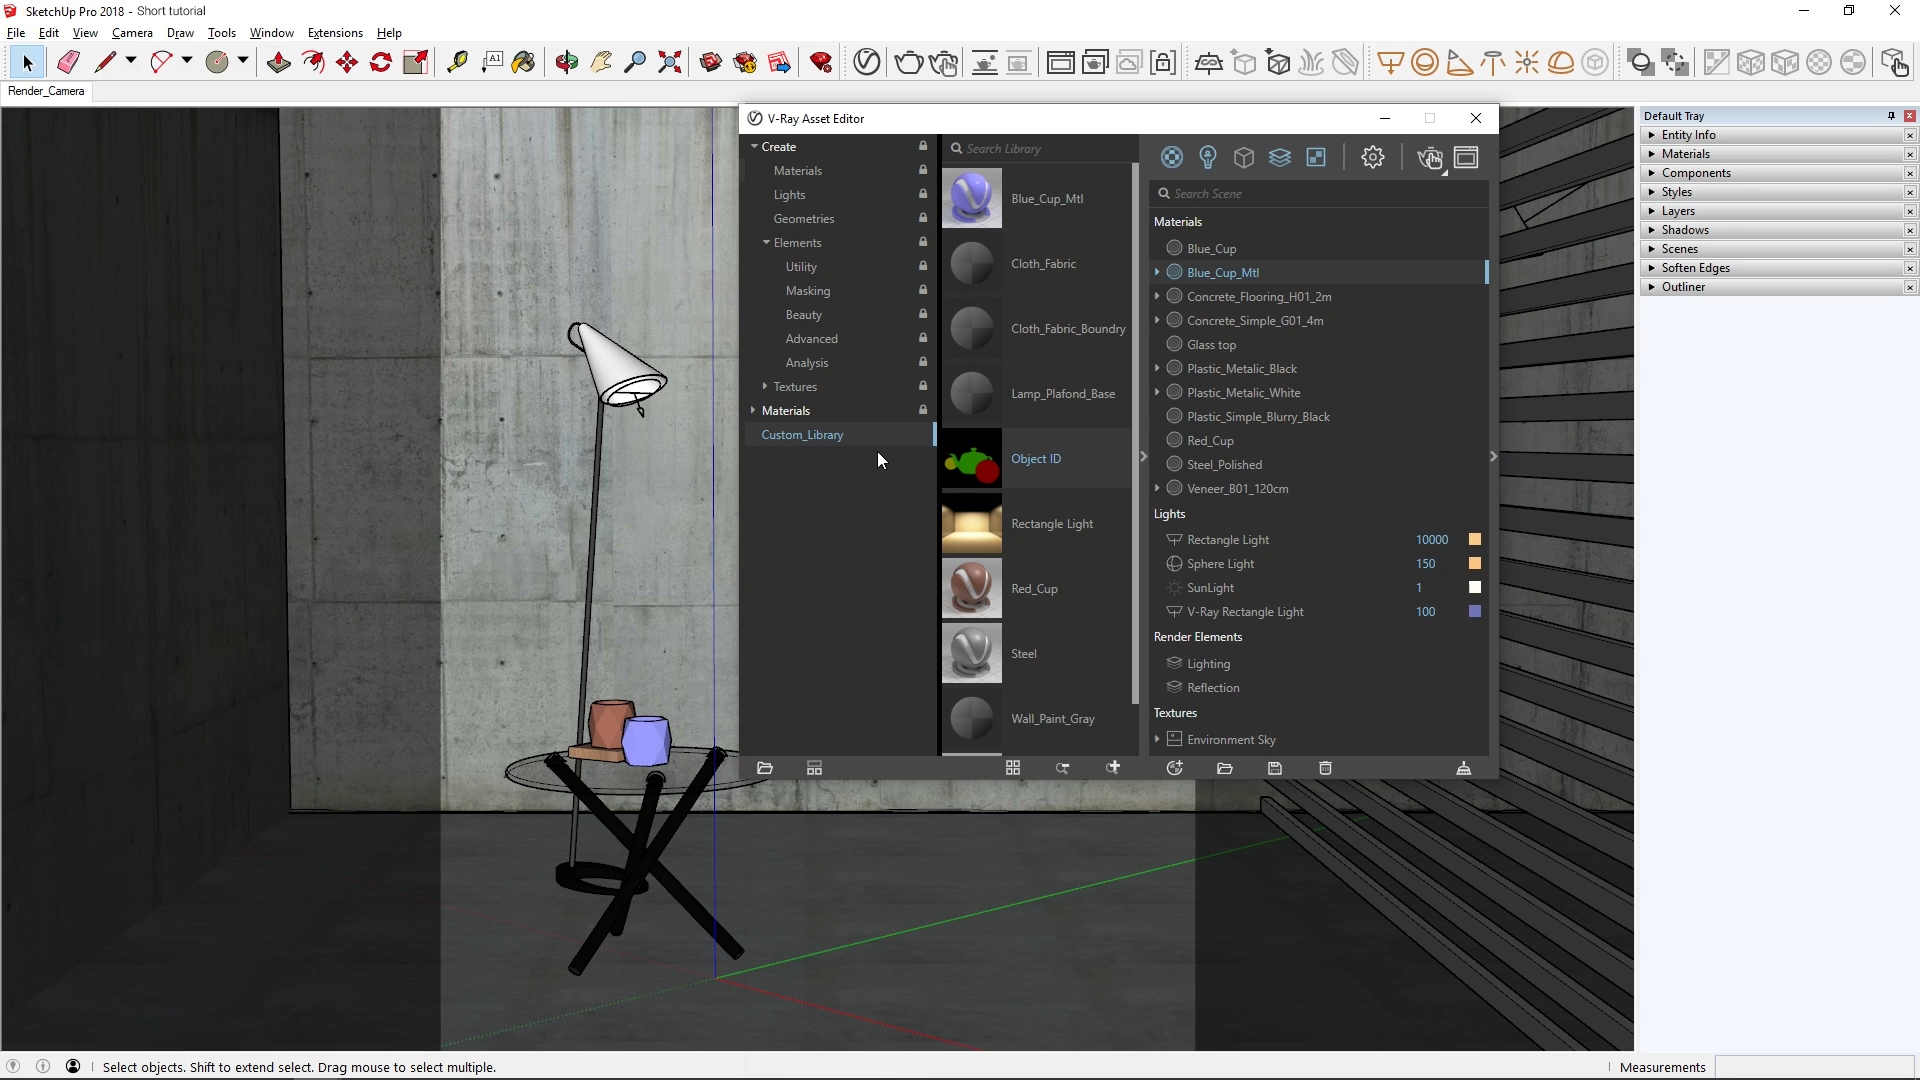 SketchUp Pro 2018 - Short tutorial
File Edit View Camera Draw Tools Window Extensions Help
A1
Render_Camera
V-Ray Asset Editor
Create
Materials
Lights
Geometries
Elements
Utility
Masking
Beauty
Advanced
Analysis
Textures
Materials
Custom_Library
Search Library
Blue_Cup_Mtl
Cloth_Fabric
Cloth_Fabric_Boundry
Lamp_Plafond_Base
Object ID
Rectangle Light
Red_Cup
Steel
Wall_Paint_Gray
Search Scene
Materials
Blue_Cup
Blue_Cup_Mtl
Concrete_Flooring_H01_2m
Concrete_Simple_G01_4m
Glass top
Plastic_Metalic_Black
Plastic_Metalic_White
Plastic_Simple_Blurry_Black
Red_Cup
Steel_Polished
Veneer_B01_120cm
Lights
Rectangle Light 10000
Sphere Light 150
SunLight 1
V-Ray Rectangle Light 100
Render Elements
Lighting
Reflection
Textures
Environment Sky
Default Tray
Entity Info
Materials
Components
Styles
Layers
Shadows
Scenes
Soften Edges
Outliner
Select objects. Shift to extend select. Drag mouse to select multiple.
Measurements